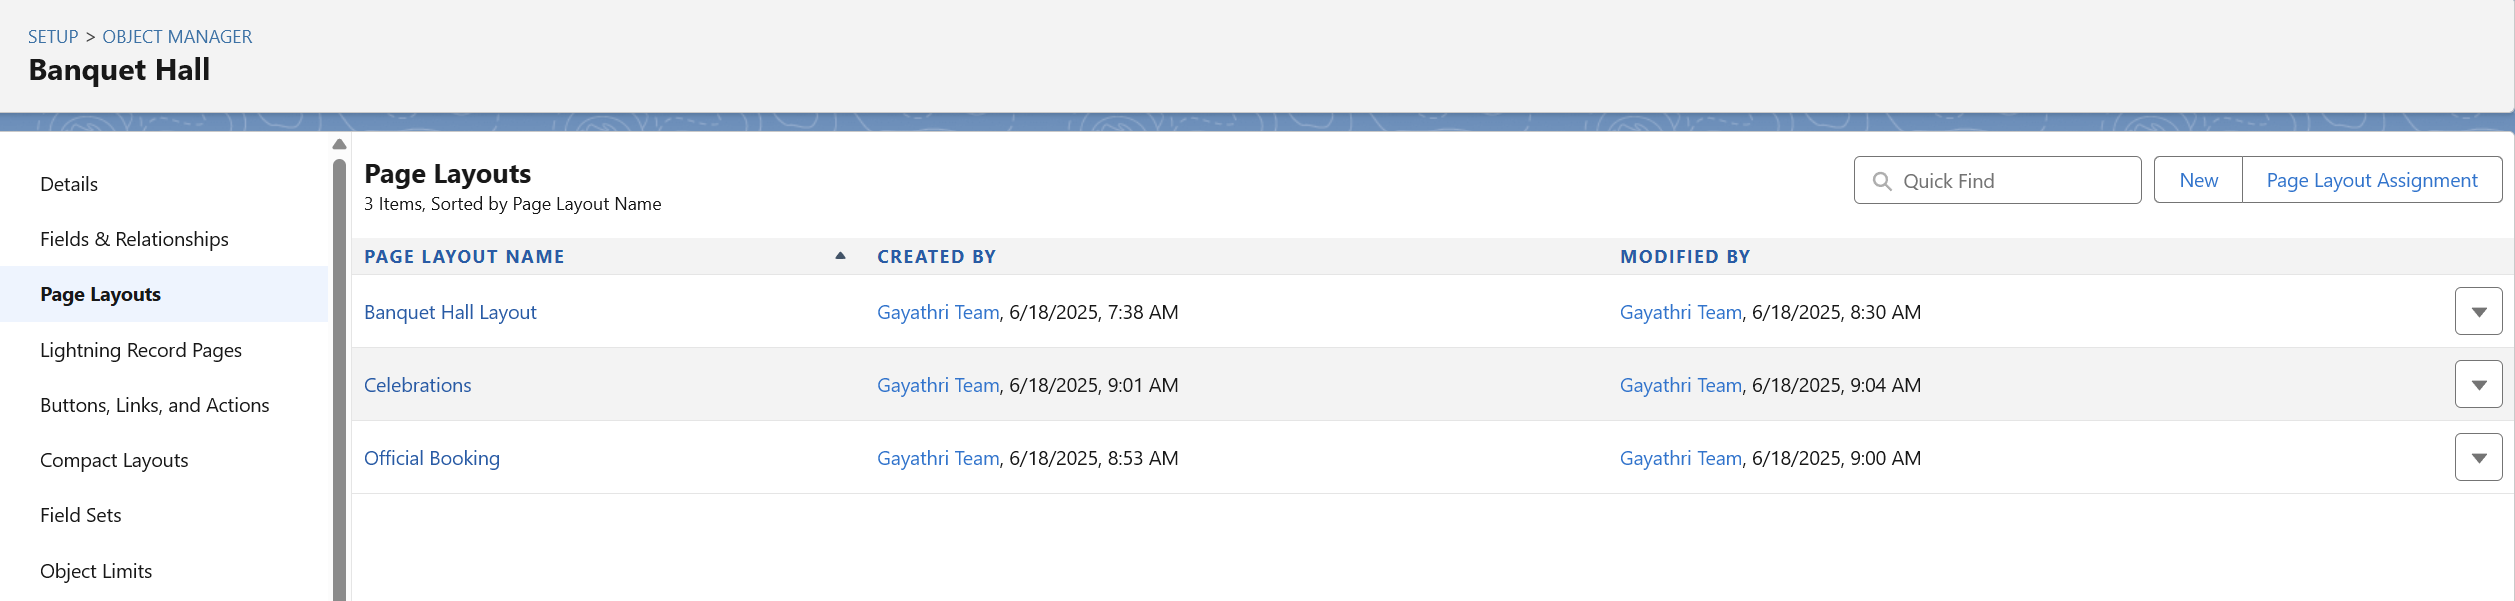 SETUP > OBJECT MANAGER
Banquet Hall
Details
Fields & Relationships
Page Layouts
Lightning Record Pages
Buttons, Links, and Actions
Compact Layouts
Field Sets
Object Limits
Page Layouts
3 Items, Sorted by Page Layout Name
Quick Find
New
Page Layout Assignment
PAGE LAYOUT NAME CREATED BY MODIFIED BY
Banquet Hall Layout Gayathri Team, 6/18/2025, 7:38 AM Gayathri Team, 6/18/2025, 8:30 AM
Celebrations Gayathri Team, 6/18/2025, 9:01 AM Gayathri Team, 6/18/2025, 9:04 AM
Official Booking Gayathri Team, 6/18/2025, 8:53 AM Gayathri Team, 6/18/2025, 9:00 AM